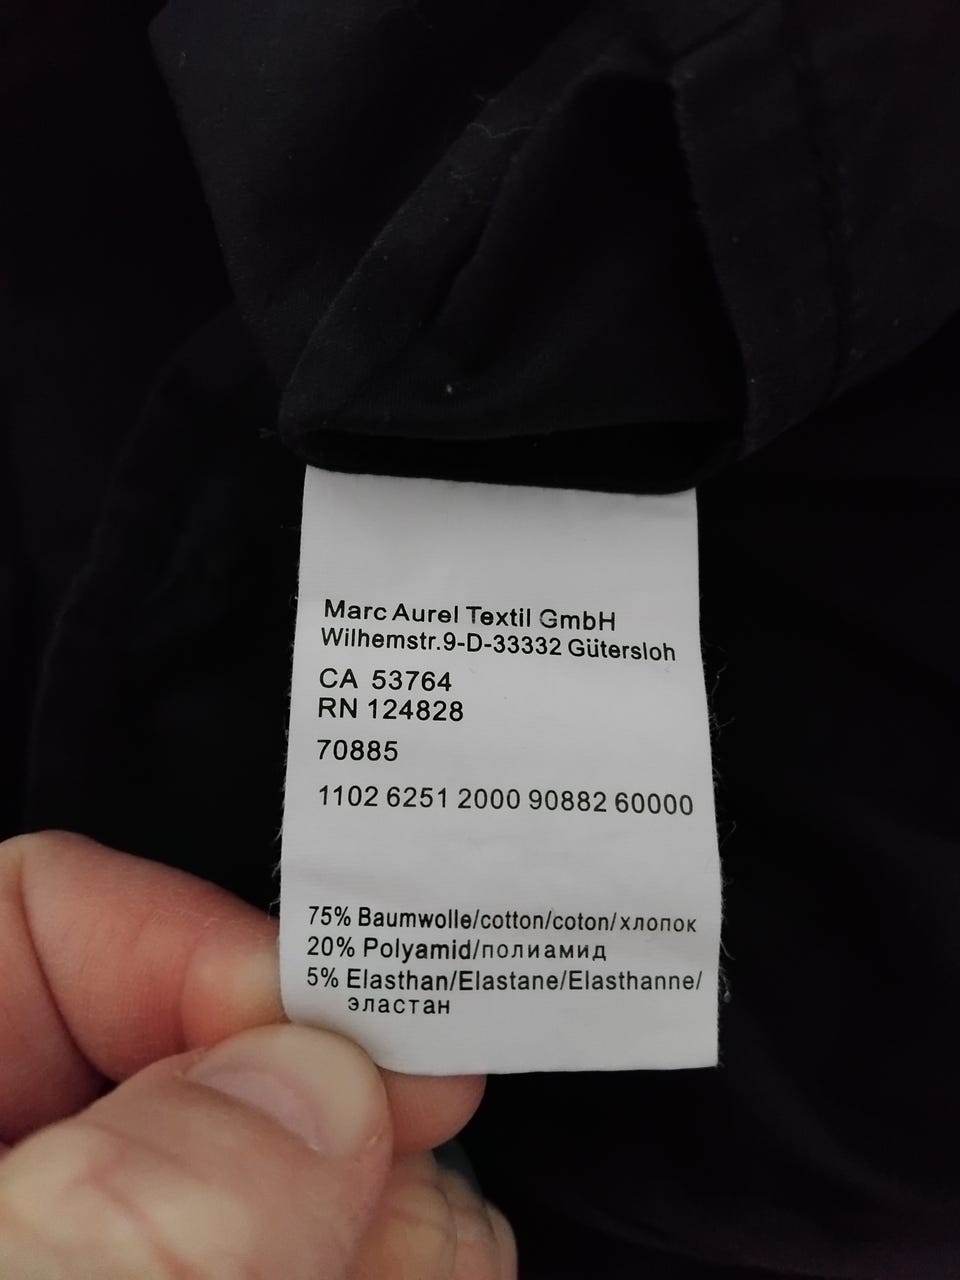 Marc Aurel Textil GmbH
Wilhemstr.9-D-33332 Gütersloh
CA 53764
RN 124828
70885
1102 6251 2000 90882 60000
75% Baumwolle/cotton/coton/хлопок
20% Polyamid/полиамид
5% Elasthan/Elastane/Elasthanne/
эластан